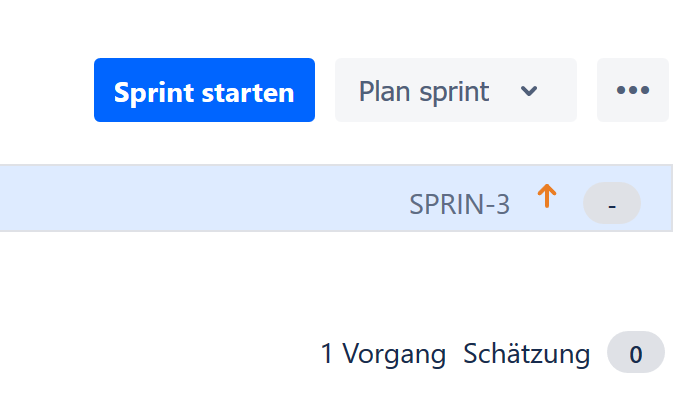 Sprint starten Plan sprint •••
SPRIN-3 -
1 Vorgang Schätzung 0